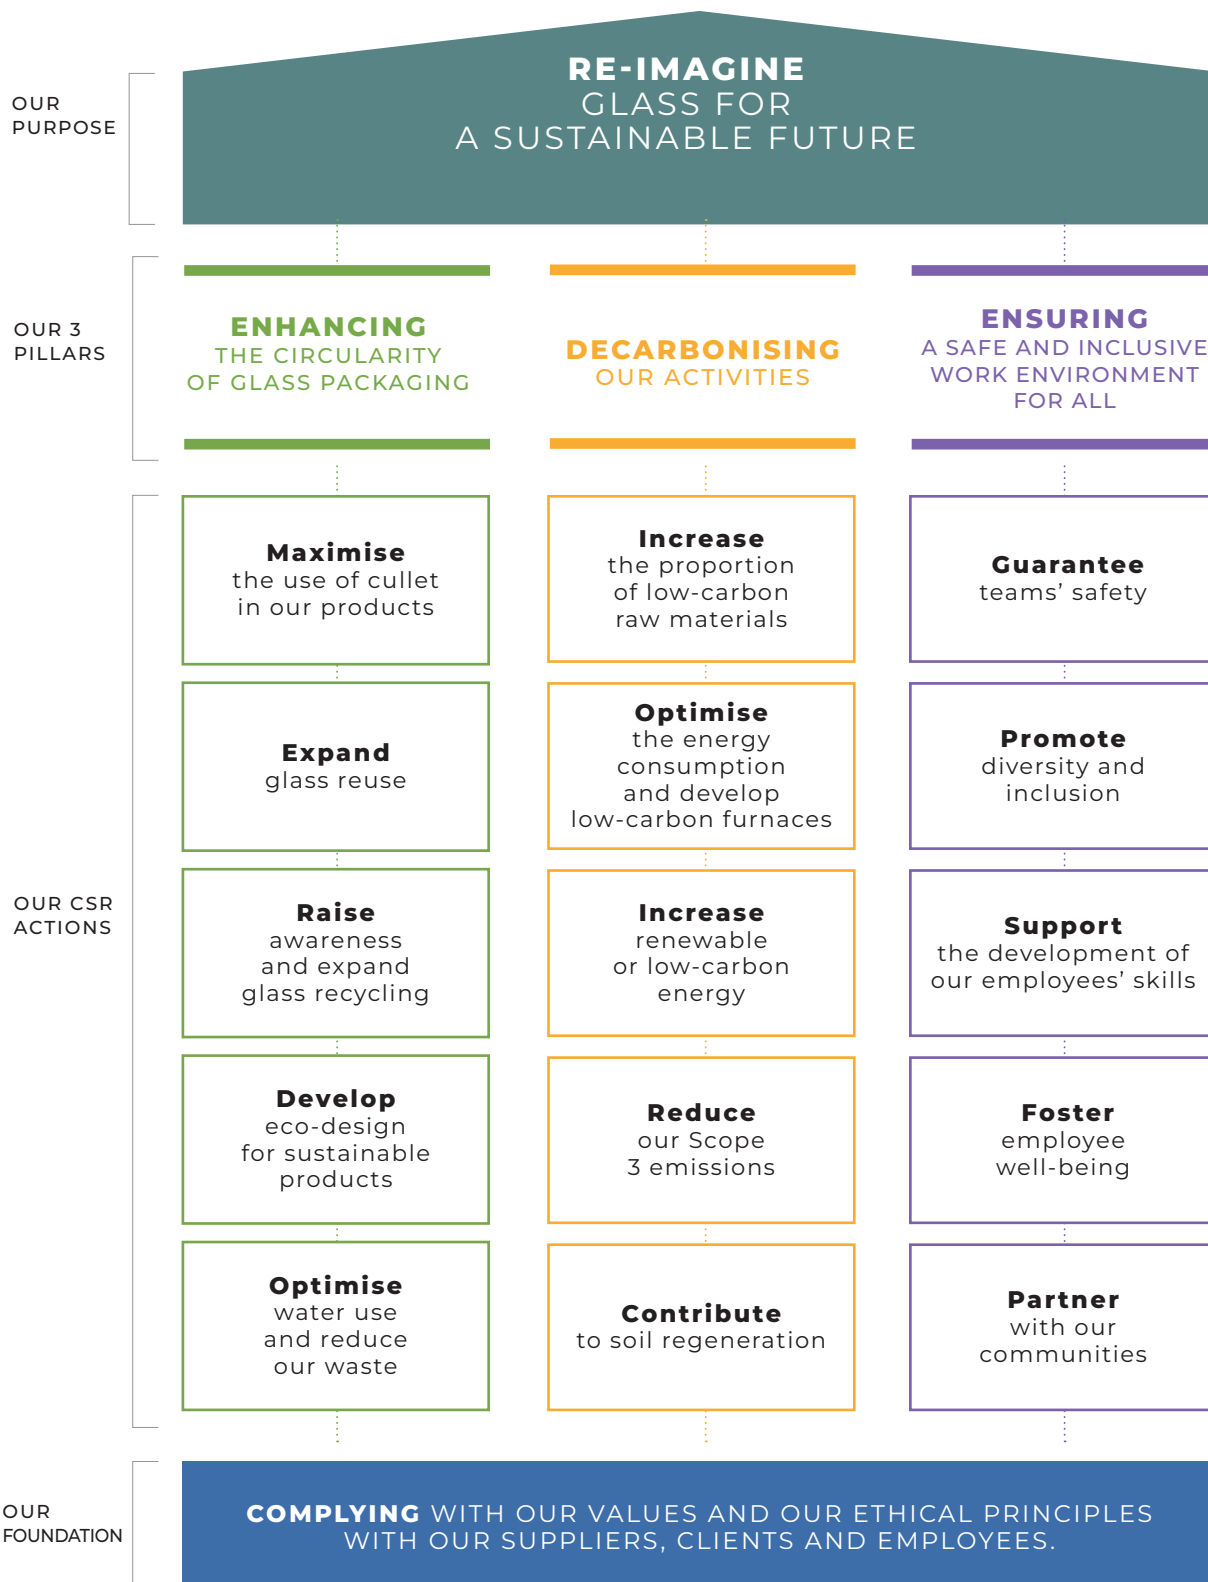 OUR
PURPOSE
RE-IMAGINE
GLASS FOR
A SUSTAINABLE FUTURE
OUR 3
PILLARS
ENHANCING
THE CIRCULARITY
OF GLASS PACKAGING
DECARBONISING
OUR ACTIVITIES
ENSURING
A SAFE AND INCLUSIVE
WORK ENVIRONMENT
FOR ALL
OUR CSR
ACTIONS
Maximise
the use of cullet
in our products
Expand
glass reuse
Raise
awareness
and expand
glass recycling
Develop
eco-design
for sustainable
products
Optimise
water use
and reduce
our waste
Increase
the proportion
of low-carbon
raw materials
Optimise
the energy
consumption
and develop
low-carbon furnaces
Increase
renewable
or low-carbon
energy
Reduce
our Scope
3 emissions
Contribute
to soil regeneration
Guarantee
teams’ safety
Promote
diversity and
inclusion
Support
the development of
our employees’ skills
Foster
employee
well-being
Partner
with our
communities
OUR
FOUNDATION
COMPLYING WITH OUR VALUES AND OUR ETHICAL PRINCIPLES
WITH OUR SUPPLIERS, CLIENTS AND EMPLOYEES.